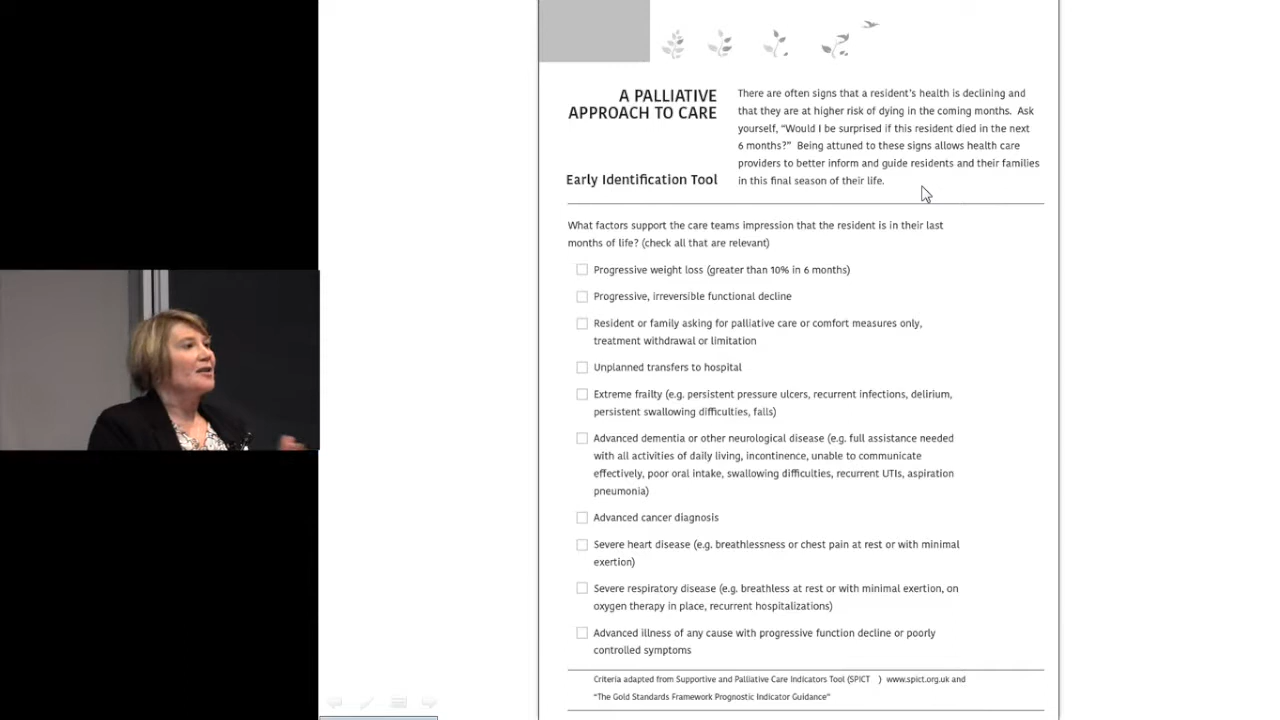 A PALLIATIVE
APPROACH TO CARE
Early Identification Tool
There are often signs that a resident's health is declining and
that they are at higher risk of dying in the coming months. Ask
yourself, "Would I be surprised if this resident died in the next
6 months?" Being attuned to these signs allows health care
providers to better inform and guide residents and their families
in this final season of their life.
What factors support the care teams impression that the resident is in their last
months of life? (check all that are relevant)
Progressive weight loss (greater than 10% in 6 months)
Progressive, irreversible functional decline
Resident or family asking for palliative care or comfort measures only,
treatment withdrawal or limitation
Unplanned transfers to hospital
Extreme frailty (e.g. persistent pressure ulcers, recurrent infections, delirium,
persistent swallowing difficulties, falls)
Advanced dementia or other neurological disease (e.g. full assistance needed
with all activities of daily living, incontinence, unable to communicate
effectively, poor oral intake, swallowing difficulties, recurrent UTIs, aspiration
pneumonia)
Advanced cancer diagnosis
Severe heart disease (e.g. breathlessness or chest pain at rest or with minimal
exertion)
Severe respiratory disease (e.g. breathless at rest or with minimal exertion, on
oxygen therapy in place, recurrent hospitalizations)
Advanced illness of any cause with progressive function decline or poorly
controlled symptoms
Criteria adapted from Supportive and Palliative Care Indicators Tool (SPICT ) www.spict.org.uk and
"The Gold Standards Framework Prognostic Indicator Guidance"